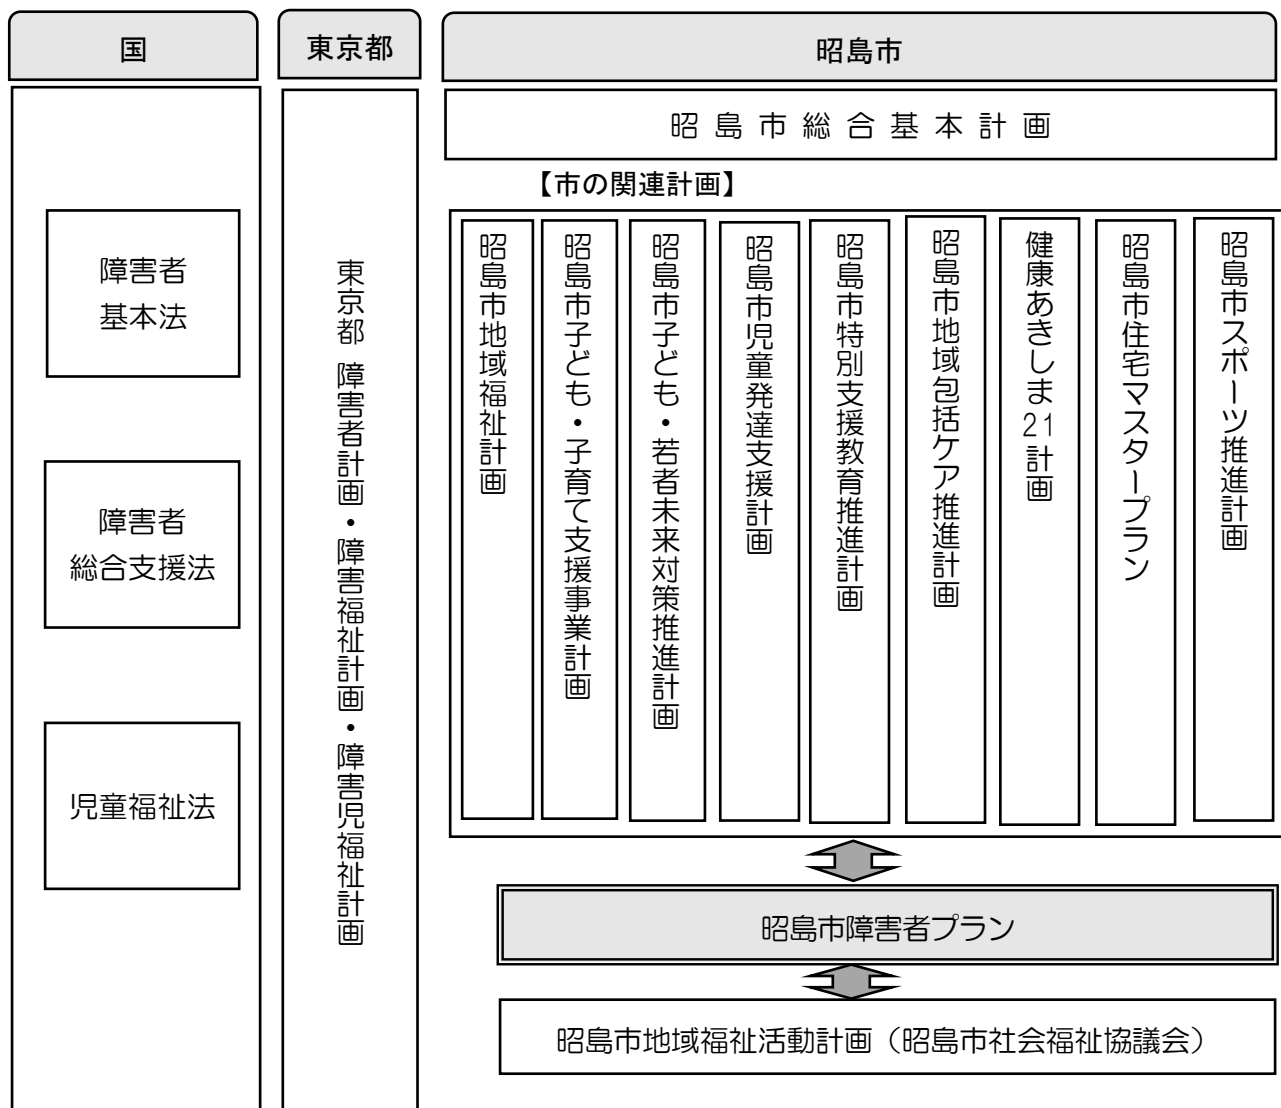 国
東京都
昭島市
障害者
基本法
障害者
総合支援法
児童福祉法
東京都 障害者計画・障害福祉計画・障害児福祉計画
昭島市総合基本計画
【市の関連計画】
昭島市地域福祉計画
昭島市子ども・子育て支援事業計画
昭島市子ども・若者未来対策推進計画
昭島市児童発達支援計画
昭島市特別支援教育推進計画
昭島市地域包括ケア推進計画
健康あきしま21計画
昭島市住宅マスタープラン
昭島市スポーツ推進計画
昭島市障害者プラン
昭島市地域福祉活動計画（昭島市社会福祉協議会）